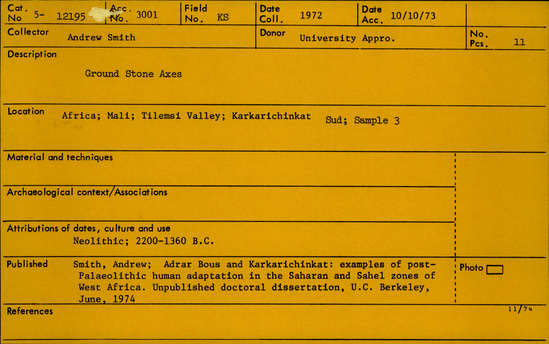 Cat. No 5- 12195 Acc. No. 3001 Field No. KS Date Coll. 1972 Date Acc. 10/10/73
Collector Andrew Smith Donor University Appro. No. Pcs. 11
Description
Ground Stone Axes
Location Africa; Mali; Tilemsi Valley; Karkarichinkat Sud; Sample 3
Material and techniques
Archaeological context/Associations
Attributions of dates, culture and use
Neolithic; 2200-1360 B.C.
Published Smith, Andrew; Adrar Bous and Karkarichinkat: examples of post-
Palaeolithic human adaptation in the Saharan and Sahel zones of
West Africa. Unpublished doctoral dissertation, U.C. Berkeley,
June, 1974
Photo
References 11/74